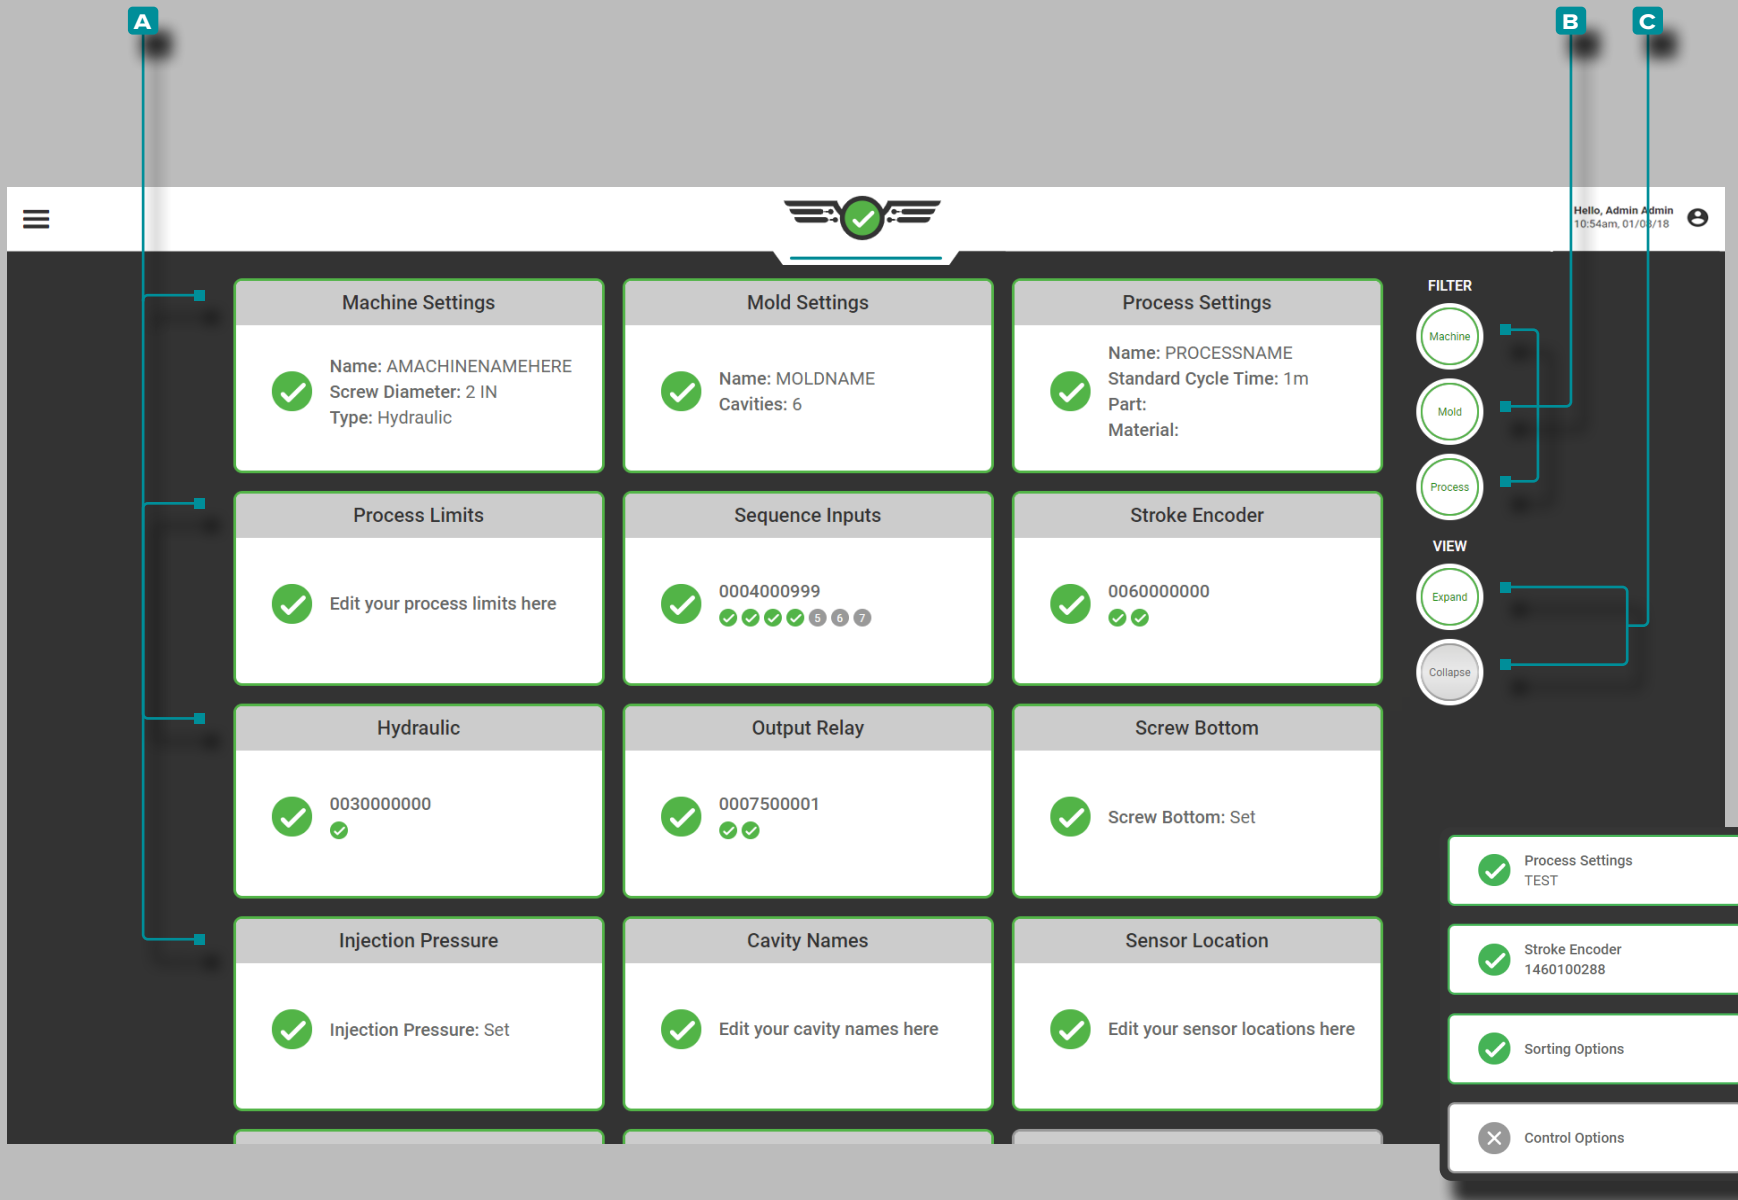 A
B
C
Hello, Admin Admin
10:54am, 01/08/18
Machine Settings
Name: AMACHINENAMEHERE
Screw Diameter: 2 IN
Type: Hydraulic
Mold Settings
Name: MOLDNAME
Cavities: 6
Process Settings
Name: PROCESSNAME
Standard Cycle Time: 1m
Part:
Material:
FILTER
Machine
Mold
Process
Process Limits
Edit your process limits here
Sequence Inputs
0004000999
5 6 7
Stroke Encoder
0060000000
VIEW
Expand
Collapse
Hydraulic
0030000000
Output Relay
0007500001
Screw Bottom
Screw Bottom: Set
Injection Pressure
Injection Pressure: Set
Cavity Names
Edit your cavity names here
Sensor Location
Edit your sensor locations here
Process Settings
TEST
Stroke Encoder
1460100288
Sorting Options
Control Options